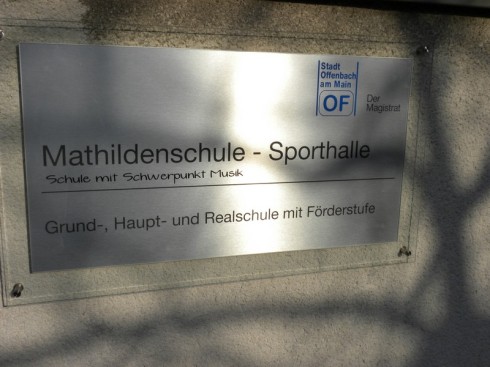 Stadt
Offenbach
am Main
OF
Der
Magistrat
Mathildenschule - Sporthalle
Schule mit Schwerpunkt Musik
Grund-, Haupt- und Realschule mit Förderstufe